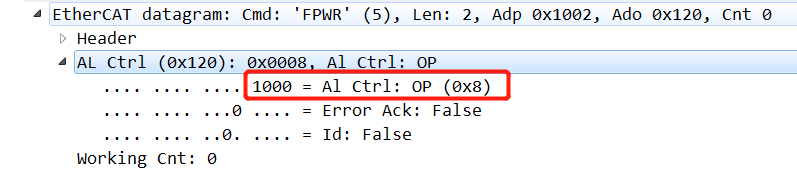 EtherCAT datagram: Cmd: 'FPWR' (5), Len: 2, Adp 0x1002, Ado 0x120, Cnt 0
Header
AL Ctrl (0x120): 0x0008, Al Ctrl: OP
.... .... .... 1000 = Al Ctrl: OP (0x8)
.... .... ...0 .... = Error Ack: False
.... .... ..0. .... = Id: False
Working Cnt: 0